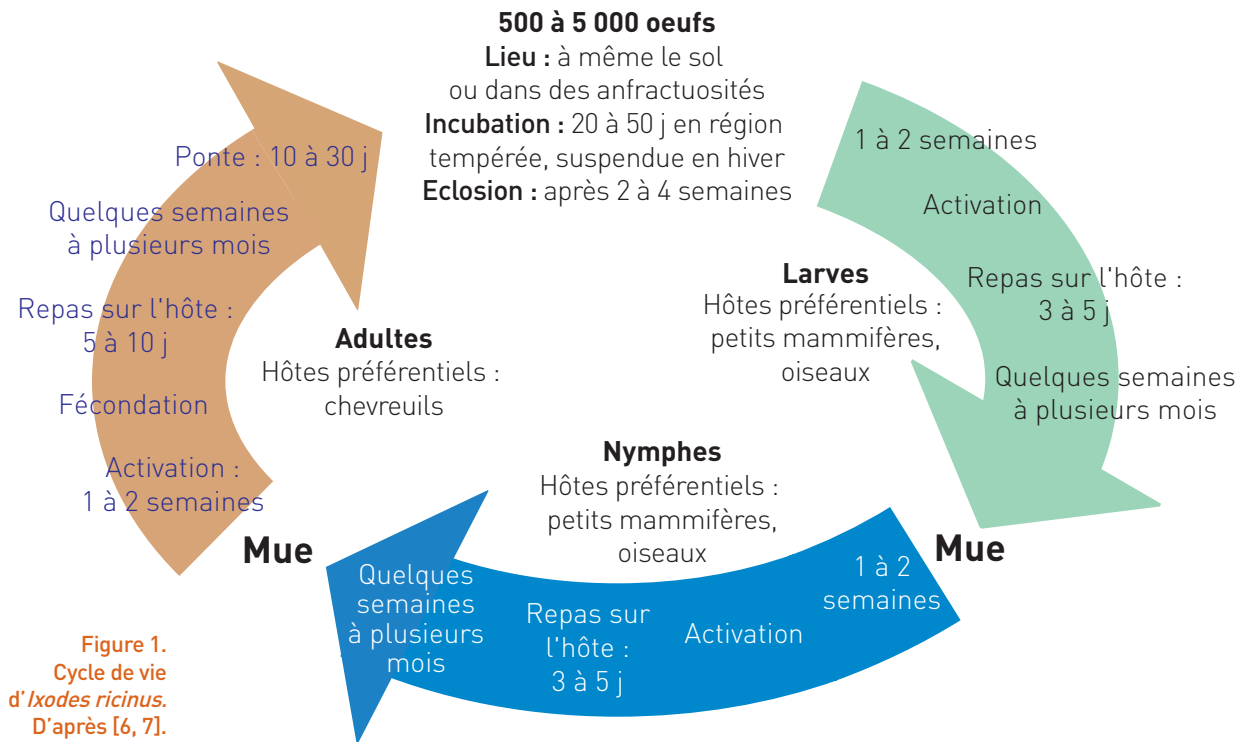 500 à 5 000 oeufs
Lieu : à même le sol
ou dans des anfractuosités
Incubation : 20 à 50 j en région
tempérée, suspendue en hiver
Eclosion : après 2 à 4 semaines
1 à 2 semaines
Activation
Repas sur l'hôte :
3 à 5 j
Quelques semaines
à plusieurs mois
Larves
Hôtes préférentiels :
petits mammifères,
oiseaux
Mue
1 à 2
semaines
Activation
Repas sur
l'hôte :
3 à 5 j
Quelques
semaines
à plusieurs
mois
Nymphes
Hôtes préférentiels :
petits mammifères,
oiseaux
Mue
Activation :
1 à 2 semaines
Fécondation
Repas sur l'hôte :
5 à 10 j
Quelques semaines
à plusieurs mois
Ponte : 10 à 30 j
Adultes
Hôtes préférentiels :
chevreuils
Figure 1.
Cycle de vie
d'Ixodes ricinus.
D'après [6, 7].